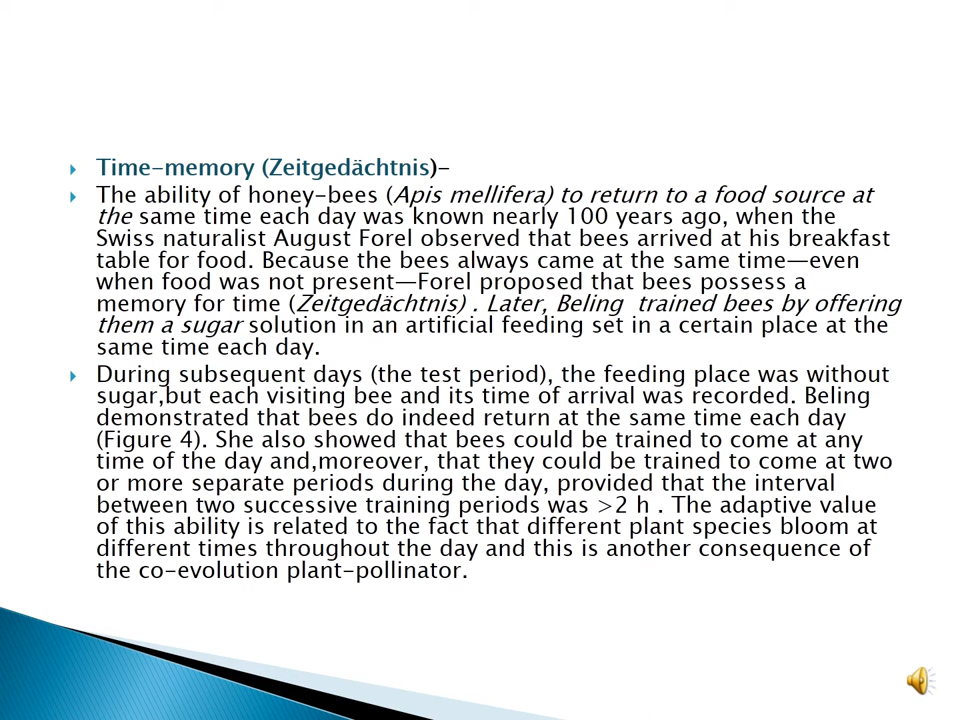 Time-memory (Zeitgedächtnis)-
The ability of honey-bees (Apis mellifera) to return to a food source at
the same time each day was known nearly 100 years ago, when the
Swiss naturalist August Forel observed that bees arrived at his breakfast
table for food. Because the bees always came at the same time—even
when food was not present—Forel proposed that bees possess a
memory for time (Zeitgedächtnis) . Later, Beling trained bees by offering
them a sugar solution in an artificial feeding set in a certain place at the
same time each day.
During subsequent days (the test period), the feeding place was without
sugar,but each visiting bee and its time of arrival was recorded. Beling
demonstrated that bees do indeed return at the same time each day
(Figure 4). She also showed that bees could be trained to come at any
time of the day and,moreover, that they could be trained to come at two
or more separate periods during the day, provided that the interval
between two successive training periods was >2 h . The adaptive value
of this ability is related to the fact that different plant species bloom at
different times throughout the day and this is another consequence of
the co-evolution plant-pollinator.